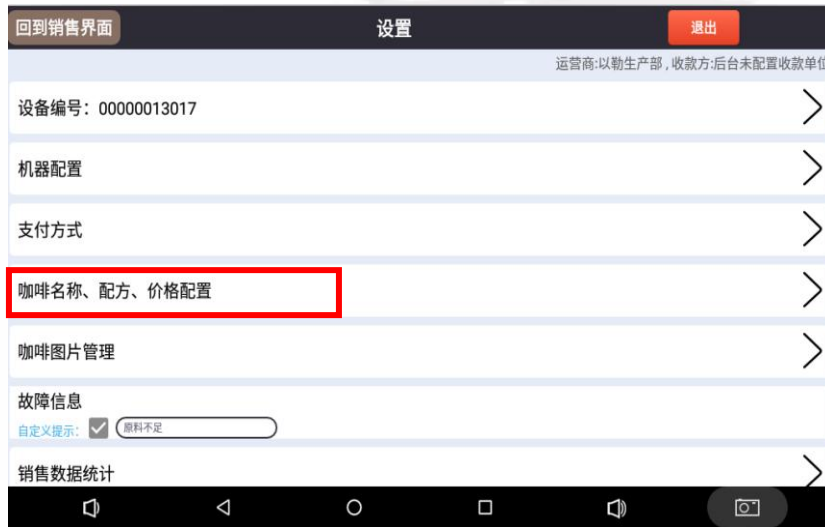 回到销售界面
设置
退出
运营商:以勒生产部 , 收款方:后台未配置收款单位
设备编号：00000013017
机器配置
支付方式
咖啡名称、配方、价格配置
咖啡图片管理
故障信息
自定义提示: 原料不足
销售数据统计